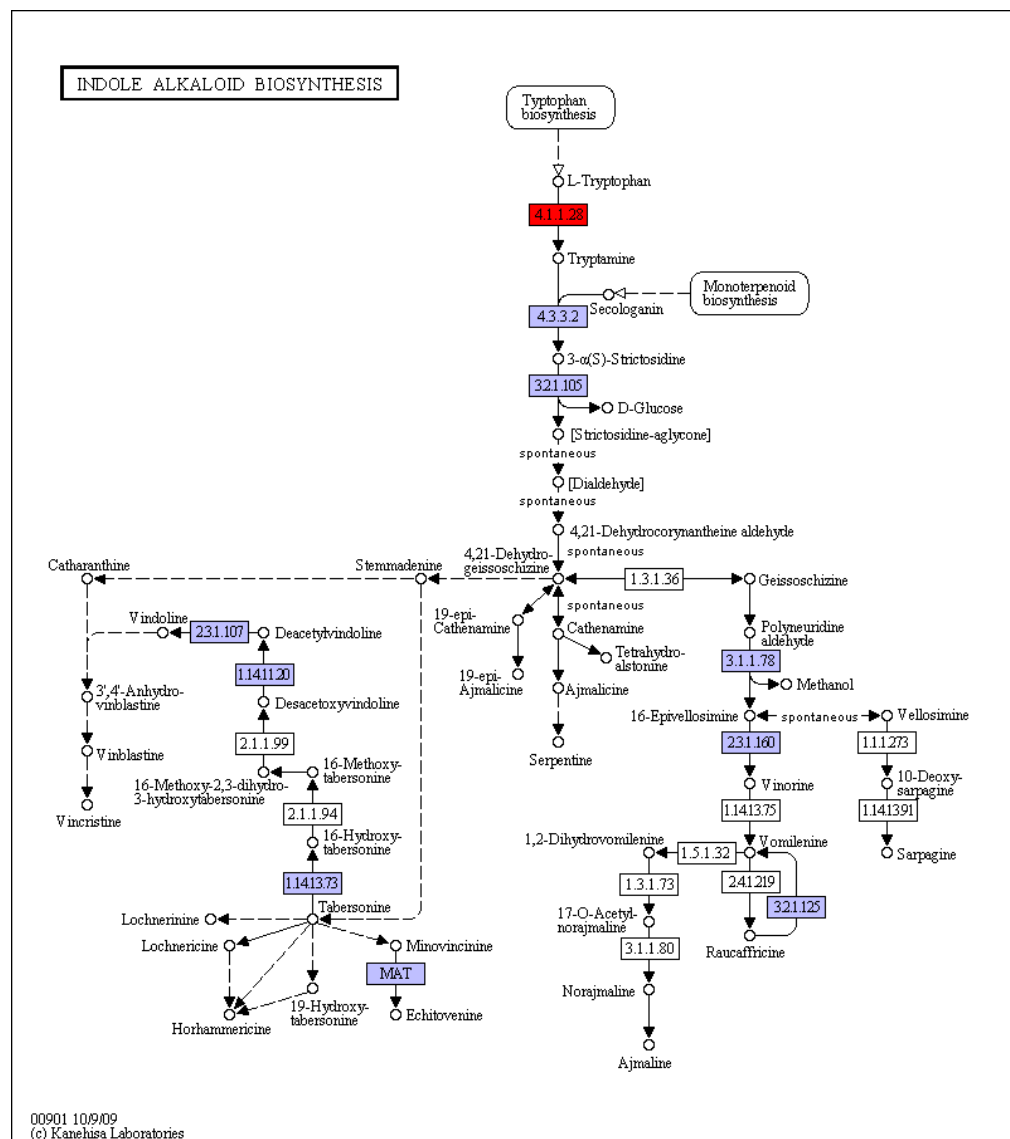 INDOLE ALKALOID BIOSYNTHESIS
Typtophan
biosynthesis
L-Tryptophan
4.1.1.28
Tryptamine
Monoterpenoid
biosynthesis
Secologanin
4.3.3.2
3-α(S)-Strictosidine
3.2.1.105
D-Glucose
[Strictosidine-aglycone]
spontaneous
[Dialdehyde]
spontaneous
4,21-Dehydrocorynantheine aldehyde
spontaneous
4,21-Dehydro-
geissoschizine
Catharanthine
Stemmadenine
1.3.1.36
Geissoschizine
spontaneous
19-epi-
Cathenamine
Cathenamine
Tetrahydro-
alstonine
19-epi-
Ajmalicine
Ajmalicine
Serpentine
Polyneuridine
aldehyde
3.1.1.78
Methanol
16-Epivellosimine
spontaneous
Vellosimine
2.3.1.160
1.1.1.273
Vinorine
10-Deoxy-
sarpagine
1.14.13.75
1.14.13.91
Vomilenine
Sarpagine
1,2-Dihydrovomilenine
1.5.1.32
1.3.1.73
2.4.1.219
3.2.1.125
17-O-Acetyl-
norajmaline
Raucaffricine
3.1.1.80
Norajmaline
Ajmaline
Vindoline
2.3.1.107
Deacetylvindoline
1.14.11.20
Desacetoxyvindoline
3',4'-Anhydro-
vinblastine
2.1.1.99
Vinblastine
16-Methoxy-2,3-dihydro-
3-hydroxytabersonine
16-Methoxy-
tabersonine
Vincristine
2.1.1.94
16-Hydroxy-
tabersonine
1.14.13.73
Tabersonine
Lochnerinine
Lochnericine
Minovincinine
MAT
19-Hydroxy-
tabersonine
Echitovenine
Horhammericine
00901 10/9/09
(c) Kanehisa Laboratories